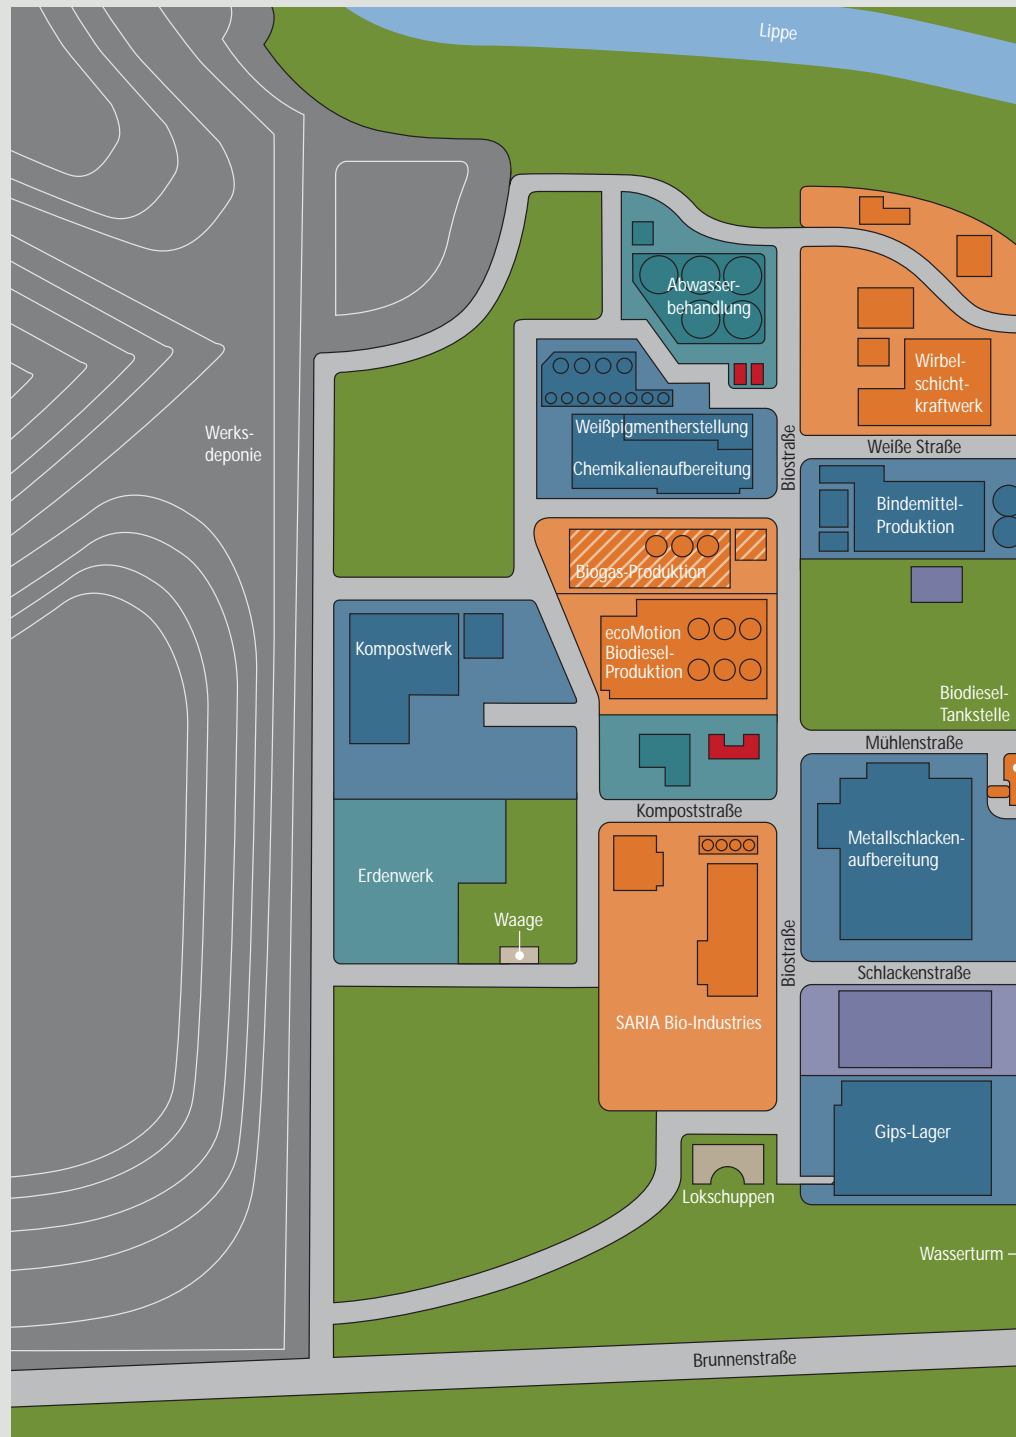 Lippe
Abwasser-
behandlung
Wirbel-
schicht-
kraftwerk
Werks-
deponie
Weißpigmentherstellung
Chemikalienaufbereitung
Biostraße
Weiße Straße
Bindemittel-
Produktion
Biogas-Produktion
ecoMotion
Biodiesel-
Produktion
Kompostwerk
Biodiesel-
Tankstelle
Mühlenstraße
Kompoststraße
Metallschlacken-
aufbereitung
Erdenwerk
Waage
Biostraße
Schlackenstraße
SARIA Bio-Industries
Gips-Lager
Lokschuppen
Wasserturm
Brunnenstraße